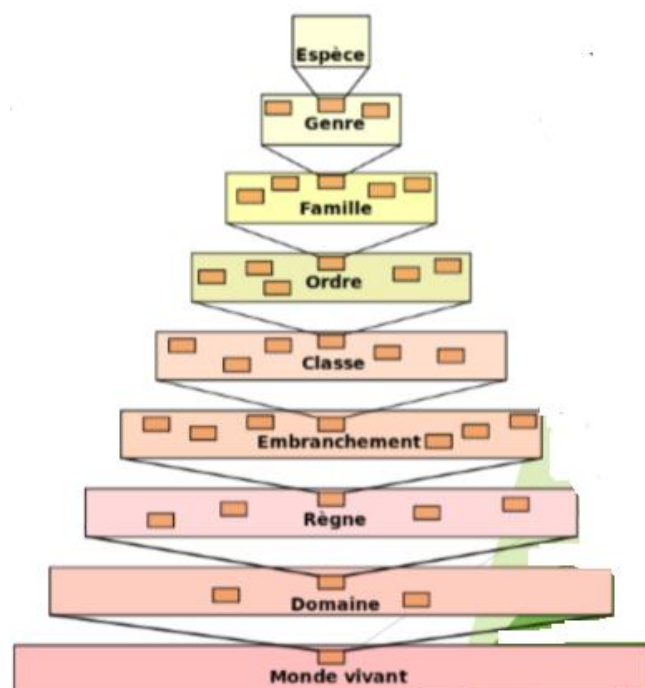 Espèce
Genre
Famille
Ordre
Classe
Embranchement
Règne
Domaine
Monde vivant